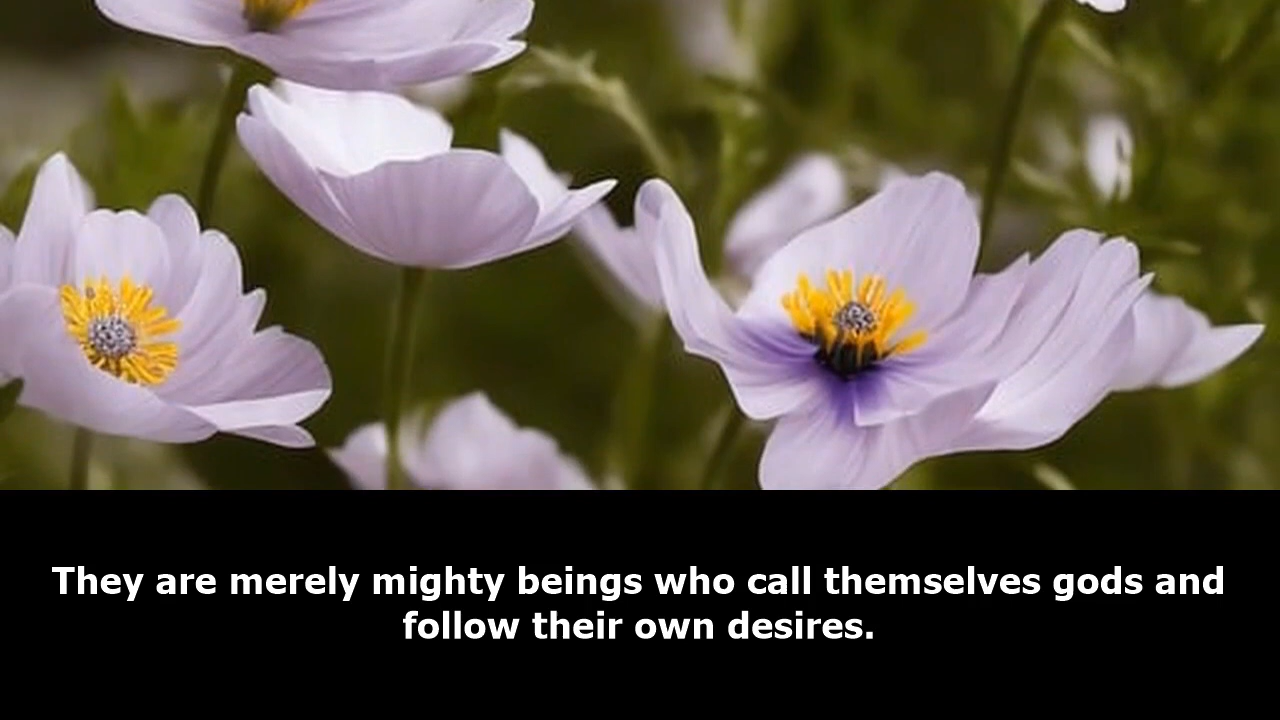 They are merely mighty beings who call themselves gods and
follow their own desires.